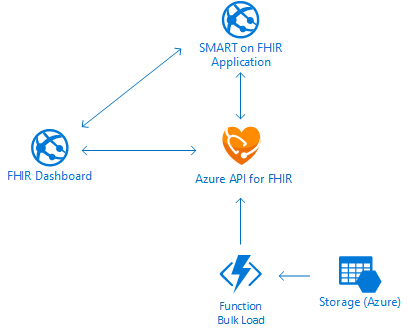 SMART on FHIR
Application
FHIR Dashboard
Azure API for FHIR
Function
Bulk Load
Storage (Azure)